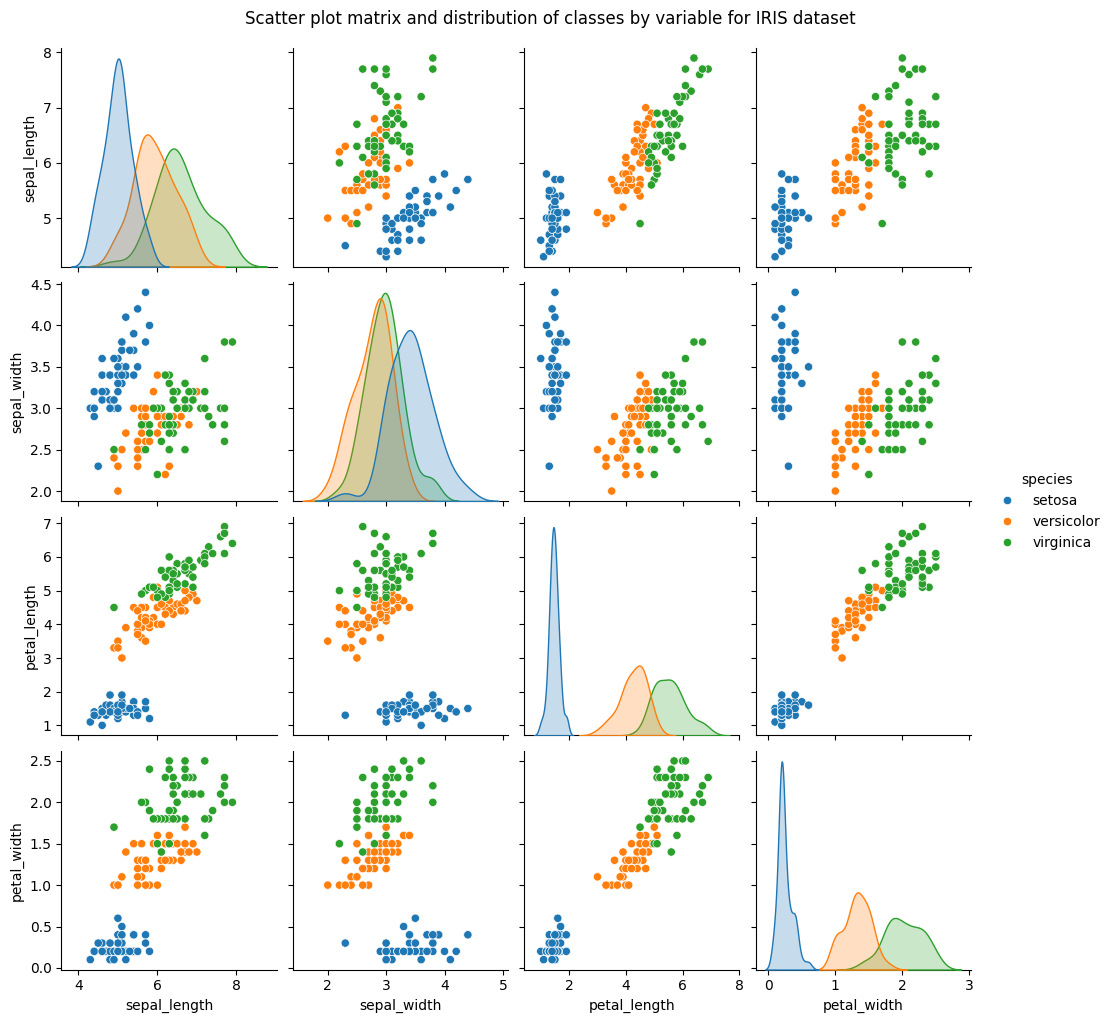 Scatter plot matrix and distribution of classes by variable for IRIS dataset
8
7
6
5
sepal_length
4.5
4.0
3.5
3.0
2.5
2.0
sepal_width
species
setosa
versicolor
virginica
7
6
5
4
3
2
1
petal_length
2.5
2.0
1.5
1.0
0.5
0.0
petal_width
4 6 8 2 3 4 5 2 4 6 8 0 1 2 3
sepal_length sepal_width petal_length petal_width